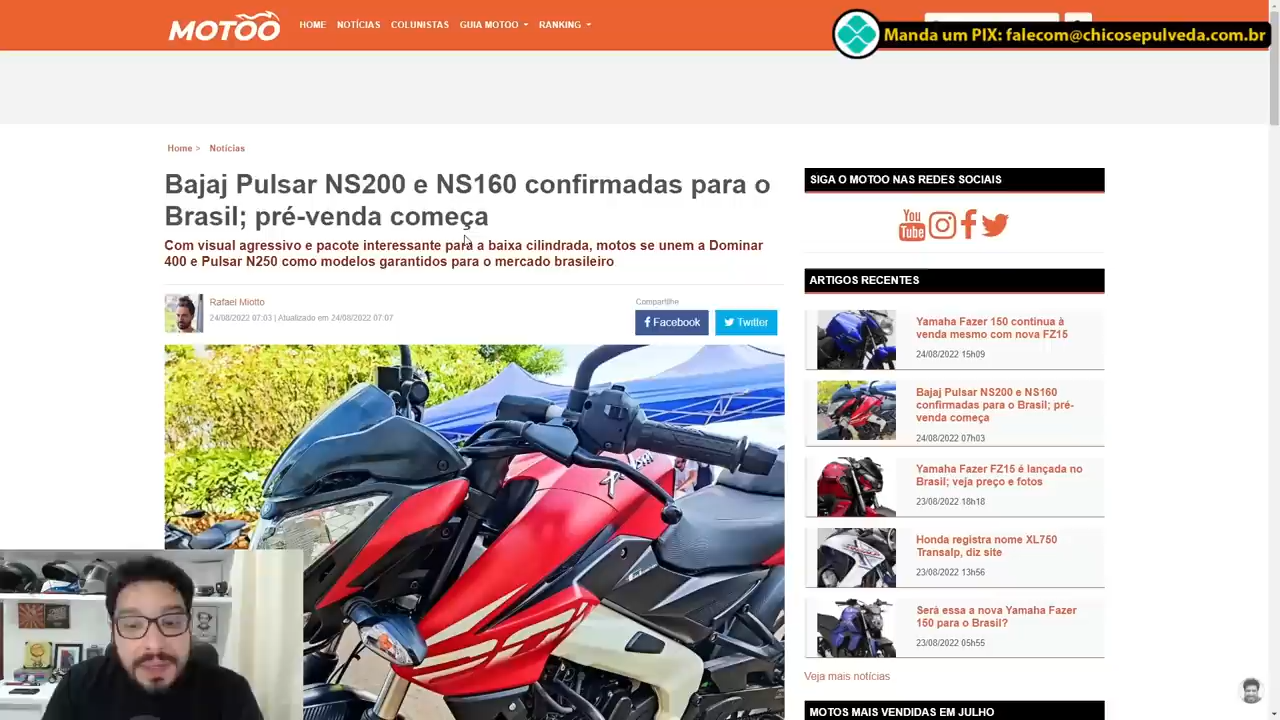 MOTOO
HOME
NOTÍCIAS
COLUNISTAS
GUIA MOTOO
RANKING
Manda um PIX: falecom@chicosepulveda.com.br
Home >
Notícias
Bajaj Pulsar NS200 e NS160 confirmadas para o
Brasil; pré-venda começa
Com visual agressivo e pacote interessante para a baixa cilindrada, motos se unem a Dominar
400 e Pulsar N250 como modelos garantidos para o mercado brasileiro
Rafael Miotto
24/08/2022 07:03 | Atualizado em 24/08/2022 07:07
Compartilhe
Facebook
Twitter
SIGA O MOTOO NAS REDES SOCIAIS
You
Tube
ARTIGOS RECENTES
Yamaha Fazer 150 continua à
venda mesmo com nova FZ15
24/08/2022 15h09
Bajaj Pulsar NS200 e NS160
confirmadas para o Brasil; pré-
venda começa
24/08/2022 07h03
Yamaha Fazer FZ15 é lançada no
Brasil; veja preço e fotos
23/08/2022 18h18
Honda registra nome XL750
Transalp, diz site
23/08/2022 13h56
Será essa a nova Yamaha Fazer
150 para o Brasil?
23/08/2022 05h55
Veja mais notícias
MOTOS MAIS VENDIDAS EM JULHO